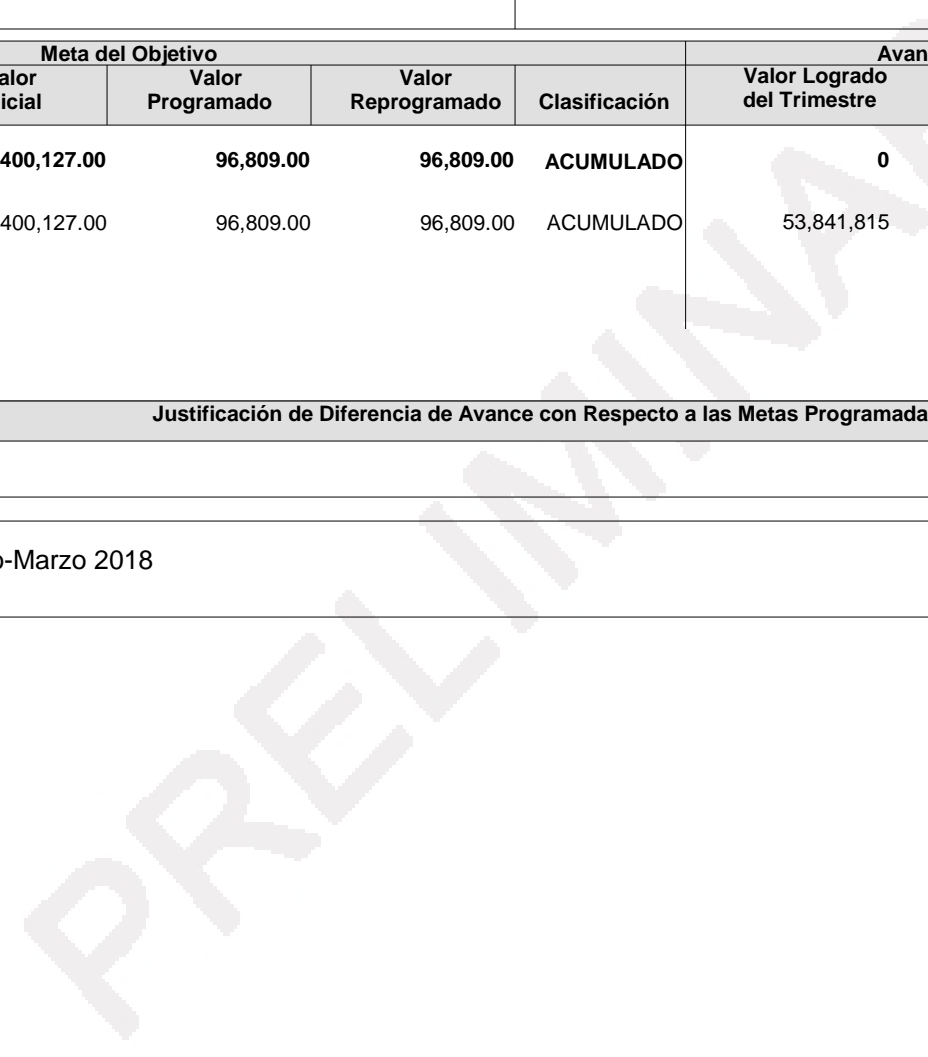 Meta del Objetivo Avan
alor Valor Valor Clasificación Valor Logrado
icial Programado Reprogramado del Trimestre
400,127.00 96,809.00 96,809.00 ACUMULADO 0
400,127.00 96,809.00 96,809.00 ACUMULADO 53,841,815
Justificación de Diferencia de Avance con Respecto a las Metas Programada
o-Marzo 2018
PRELIMINAR